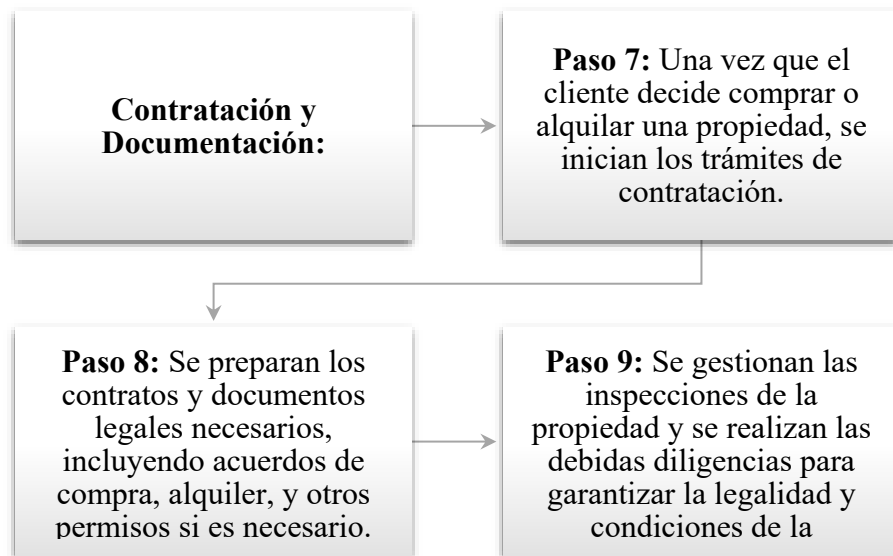 Contratación y
Documentación:
Paso 7: Una vez que el
cliente decide comprar o
alquilar una propiedad, se
inician los trámites de
contratación.
Paso 8: Se preparan los
contratos y documentos
legales necesarios,
incluyendo acuerdos de
compra, alquiler, y otros
permisos si es necesario.
Paso 9: Se gestionan las
inspecciones de la
propiedad y se realizan las
debidas diligencias para
garantizar la legalidad y
condiciones de la